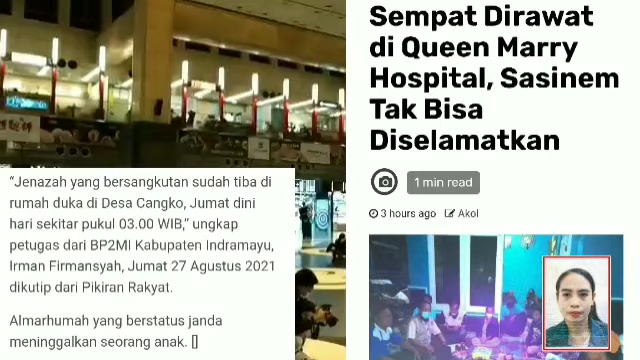 "Jenazah yang bersangkutan sudah tiba di
rumah duka di Desa Cangko, Jumat dini
hari sekitar pukul 03.00 WIB," ungkap
petugas dari BP2MI Kabupaten Indramayu,
Irman Firmansyah, Jumat 27 Agustus 2021
dikutip dari Pikiran Rakyat.
Almarhumah yang berstatus janda
meninggalkan seorang anak. []
Sempat Dirawat
di Queen Marry
Hospital, Sasinem
Tak Bisa
Diselamatkan
1 min read
3 hours ago Akol